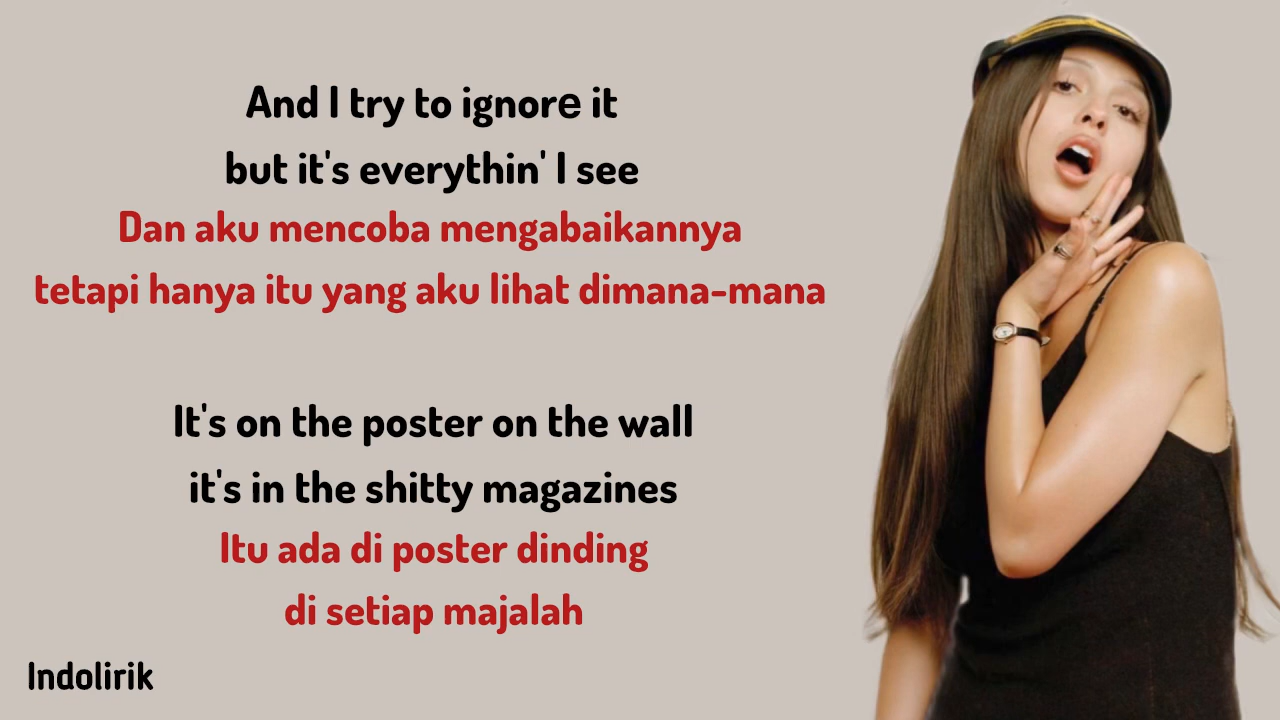 And I try to ignore it
but it's everythin' I see
Dan aku mencoba mengabaikannya
tetapi hanya itu yang aku lihat dimana-mana
It's on the poster on the wall
it's in the shitty magazines
Itu ada di poster dinding
di setiap majalah
Indolirik